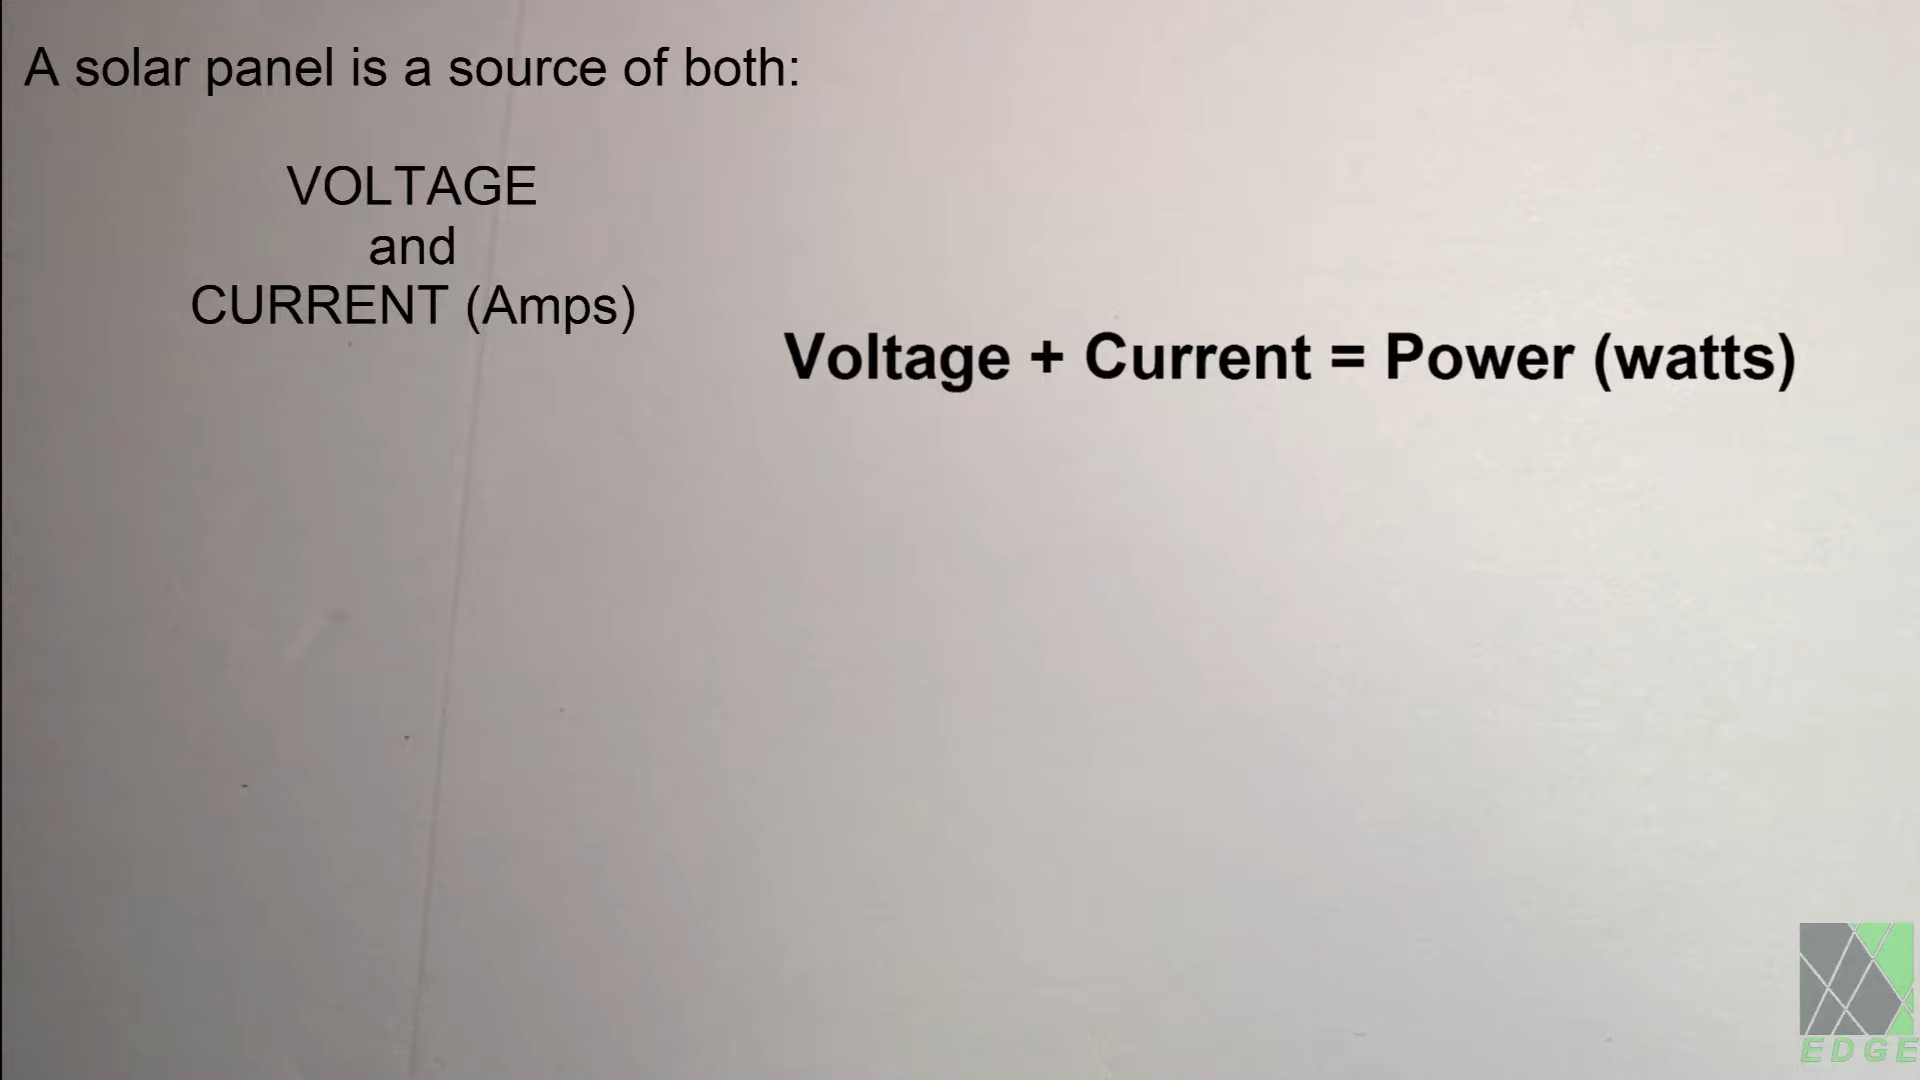 A solar panel is a source of both:
VOLTAGE
and
CURRENT (Amps)
Voltage + Current = Power (watts)
EDGE